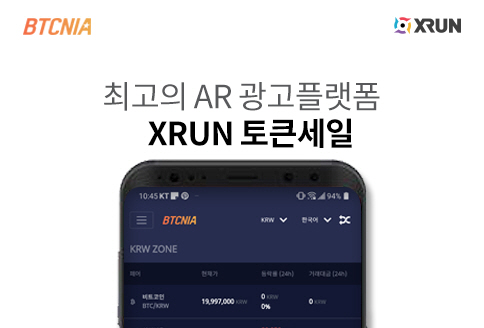 BTCNIA
XRUN
최고의 AR 광고플랫폼
XRUN 토큰세일
10:45 KT 94%
BTCNIA KRW 한국어
KRW ZONE
페어 현재가 등락률 (24h) 거래대금 (24h)
비트코인 0 KRW
BTC/KRW 19,997,000 KRW 0% 0 KRW